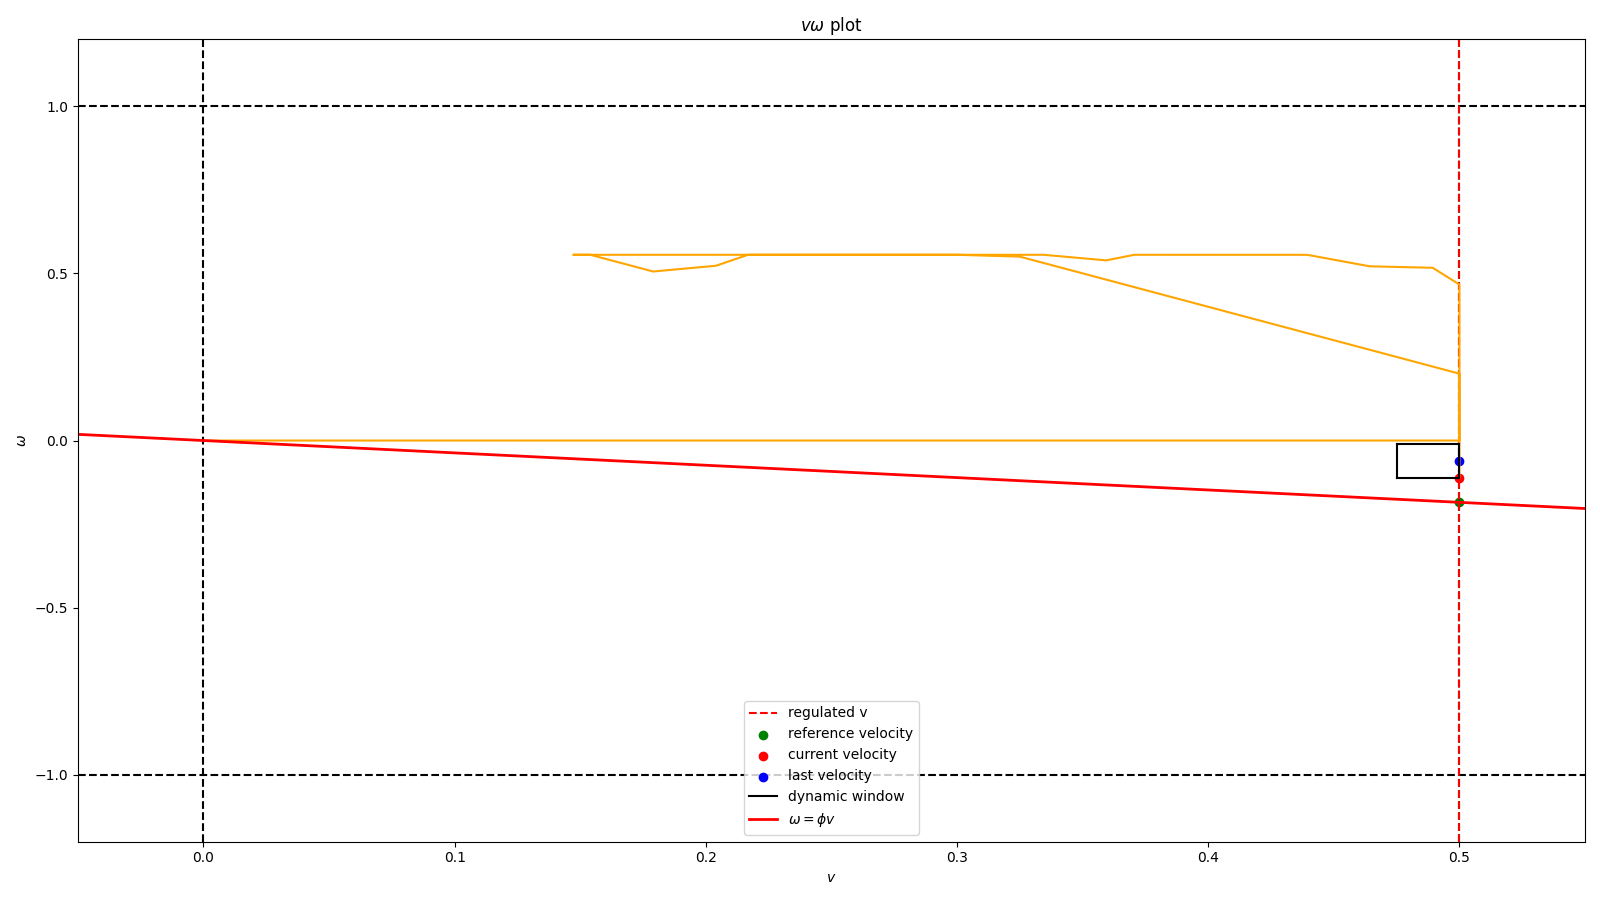 vω plot
1.0
0.5
0.0
−0.5
−1.0
ω
0.0 0.1 0.2 0.3 0.4 0.5
v
regulated v
reference velocity
current velocity
last velocity
dynamic window
ω = ϕv